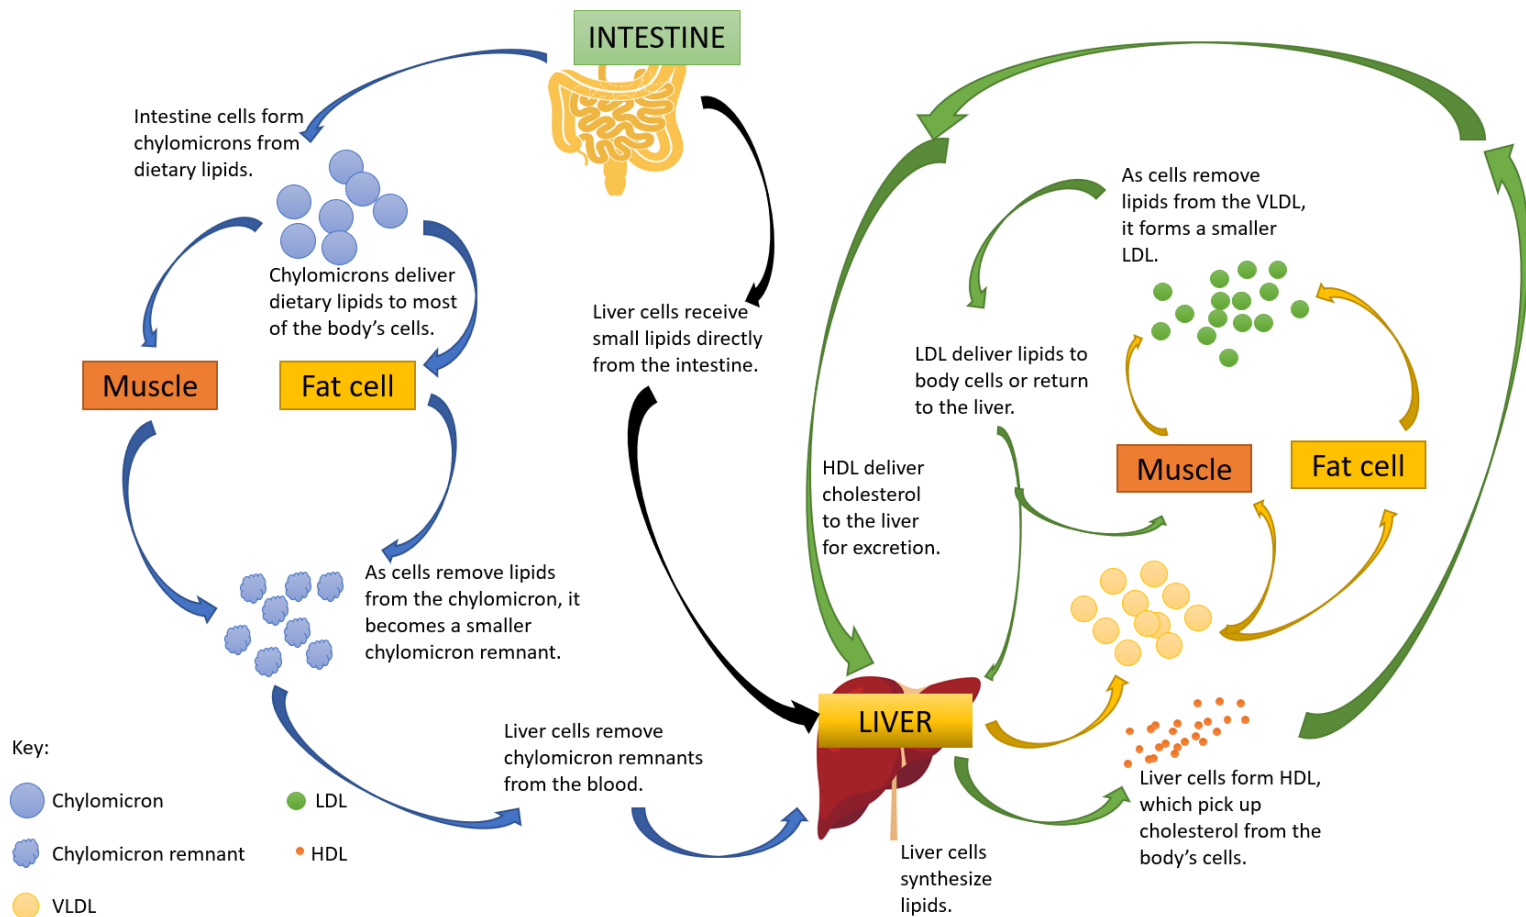 INTESTINE
Intestine cells form
chylomicrons from
dietary lipids.
Chylomicrons deliver
dietary lipids to most
of the body's cells.
Muscle
Fat cell
As cells remove lipids
from the chylomicron, it
becomes a smaller
chylomicron remnant.
Liver cells remove
chylomicron remnants
from the blood.
Liver cells receive
small lipids directly
from the intestine.
HDL deliver
cholesterol
to the liver
for excretion.
As cells remove
lipids from the VLDL,
it forms a smaller
LDL.
LDL deliver lipids to
body cells or return
to the liver.
Muscle
Fat cell
LIVER
Liver cells
synthesize
lipids.
Liver cells form HDL,
which pick up
cholesterol from the
body's cells.
Key:
Chylomicron
LDL
Chylomicron remnant
HDL
VLDL